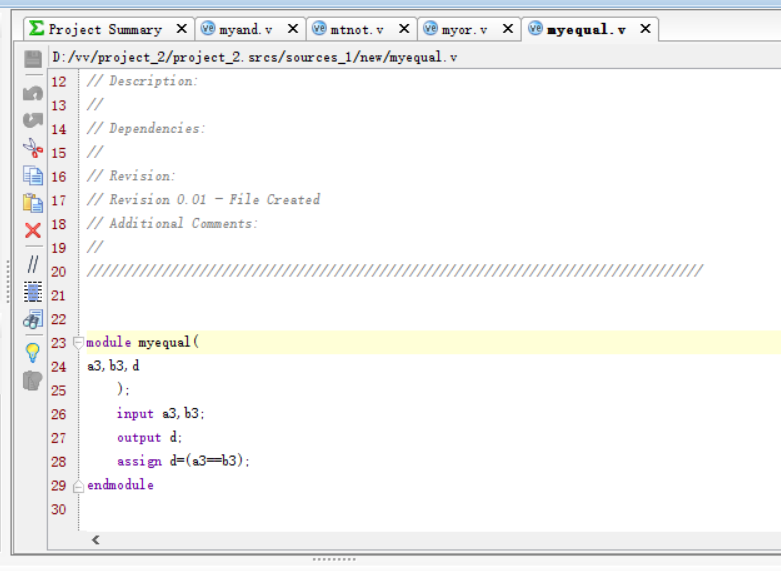 Σ Project Summary × myand.v × mtnot.v × myor.v × myequal.v ×
D:/vv/project_2/project_2.srcs/sources_1/new/myequal.v
12 // Description:
13 //
14 // Dependencies:
15 //
16 // Revision:
17 // Revision 0.01 - File Created
18 // Additional Comments:
19 //
20 //////////////////////////////////////////////////////////////////////////////////
21
22
23 module myequal(
24 a3,b3,d
25 );
26 input a3,b3;
27 output d;
28 assign d=(a3==b3);
29 endmodule
30